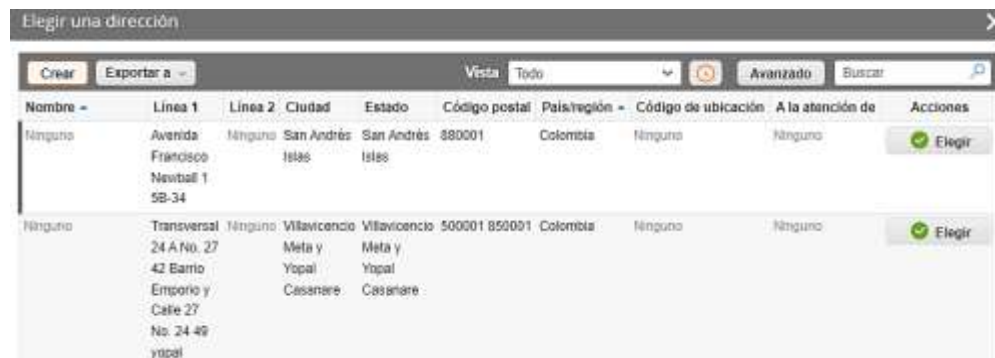 Elegir una dirección
Crear Exportar a Vista Todo Avanzado Buscar
Nombre Línea 1 Línea 2 Ciudad Estado Código postal País/región Código de ubicación A la atención de Acciones
Ninguno Avenida Ninguno San Andrés San Andrés 880001 Colombia Ninguno Ninguno Elegir
Francisco Islas Islas
Newball 1
5B-34
Ninguno Transversal Ninguno Villavicencio Villavicencio 500001 850001 Colombia Ninguno Ninguno Elegir
24 A No. 27 Meta y Meta y
42 Barrio Yopal Yopal
Emporio y Casanare Casanare
Calle 27
No. 24 49
yopal